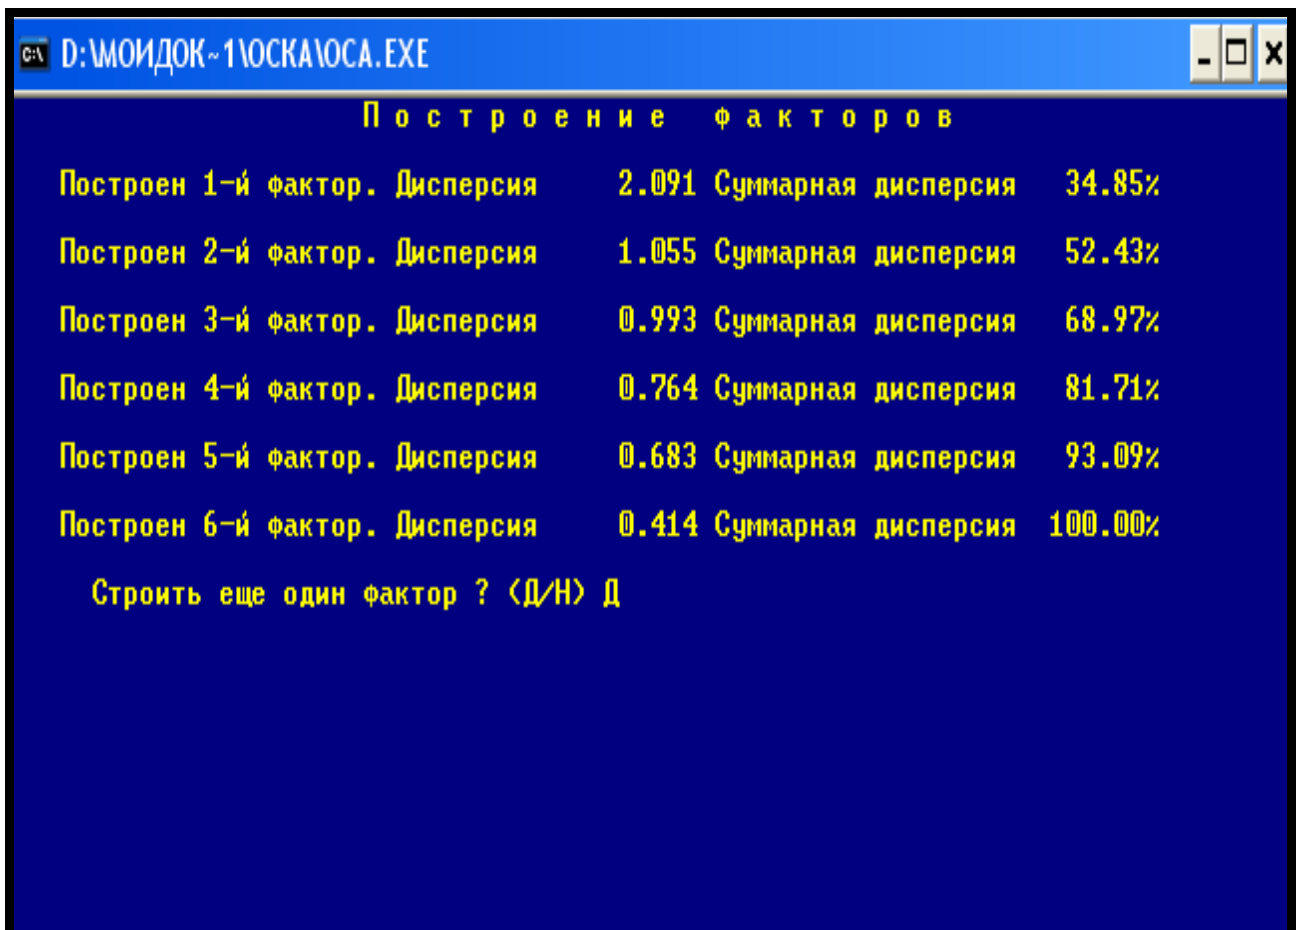 D:\МОИДОК~1\ОСКА\ОСА.EXE
Построение факторов
Построен 1-й фактор. Дисперсия 2.091 Суммарная дисперсия 34.85%
Построен 2-й фактор. Дисперсия 1.055 Суммарная дисперсия 52.43%
Построен 3-й фактор. Дисперсия 0.993 Суммарная дисперсия 68.97%
Построен 4-й фактор. Дисперсия 0.764 Суммарная дисперсия 81.71%
Построен 5-й фактор. Дисперсия 0.683 Суммарная дисперсия 93.09%
Построен 6-й фактор. Дисперсия 0.414 Суммарная дисперсия 100.00%
Строить еще один фактор ? (Д/Н) Д